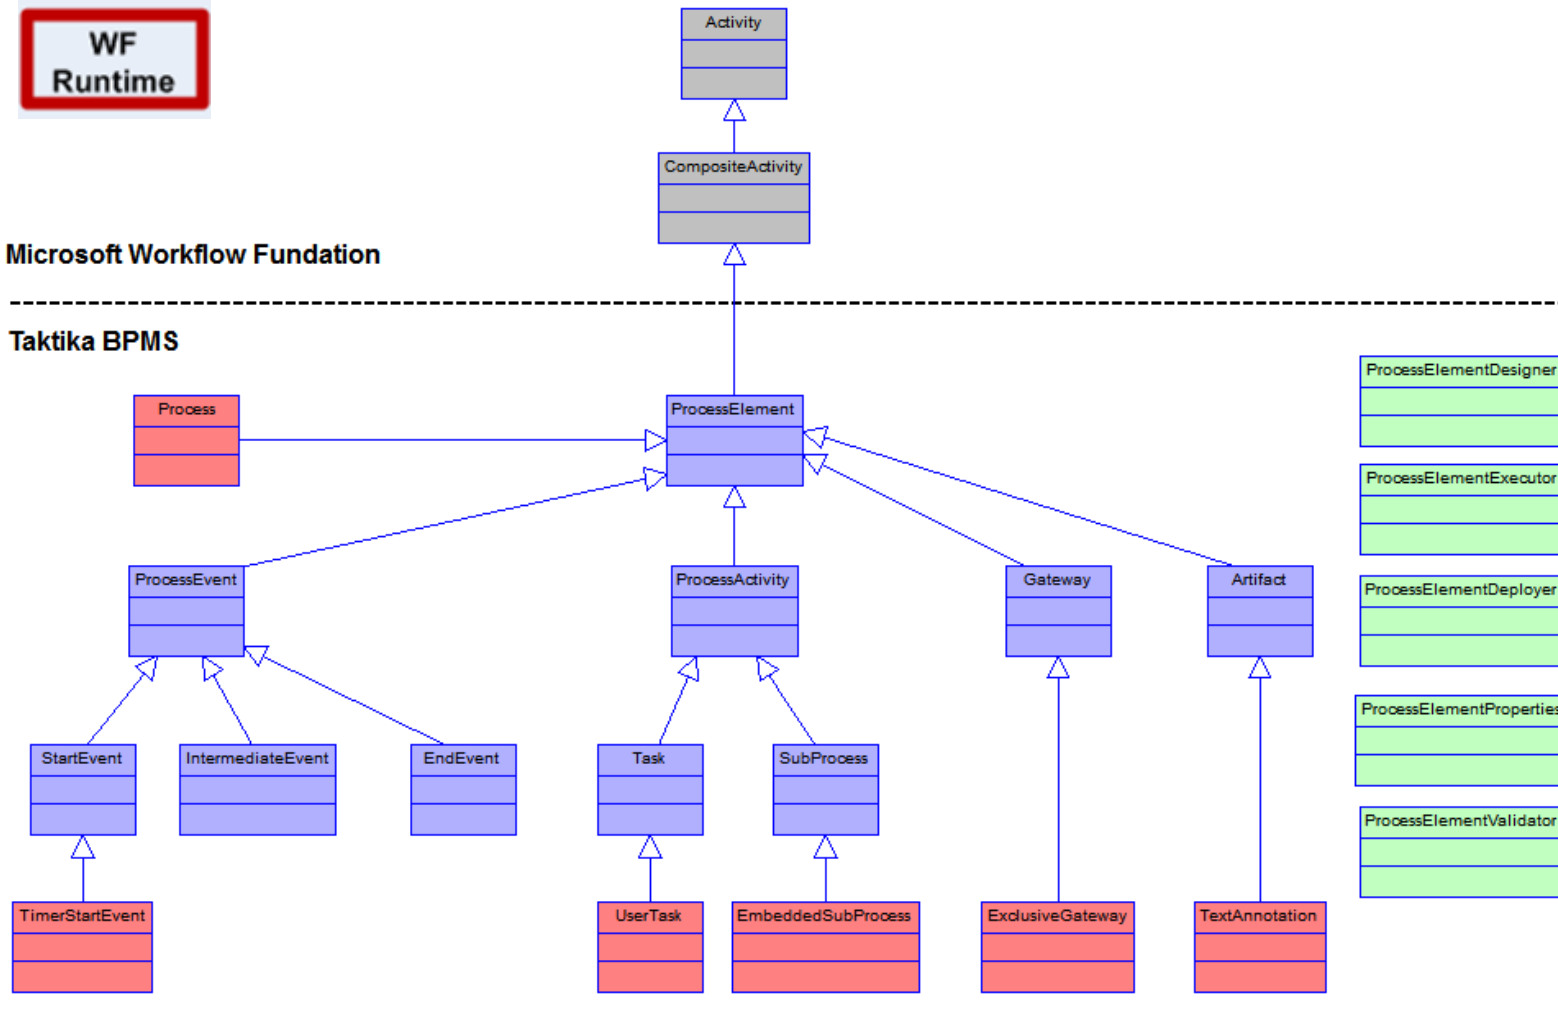 WF
Runtime
Activity
CompositeActivity
Microsoft Workflow Fundation
Taktika BPMS
ProcessElementDesigner
Process
ProcessElement
ProcessElementExecutor
ProcessEvent
ProcessActivity
Gateway
Artifact
ProcessElementDeployer
ProcessElementProperties
StartEvent
IntermediateEvent
EndEvent
Task
SubProcess
ProcessElementValidator
TimerStartEvent
UserTask
EmbeddedSubProcess
ExclusiveGateway
TextAnnotation